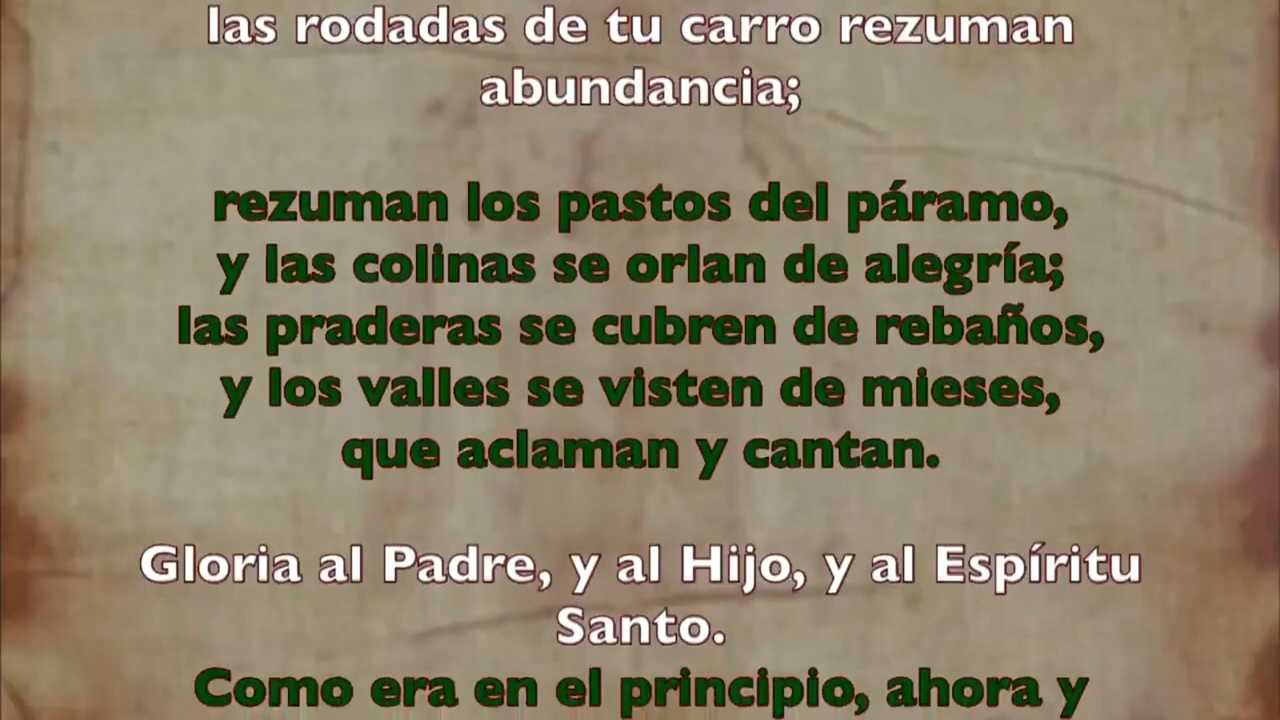 las rodadas de tu carro rezuman
abundancia;
rezuman los pastos del páramo,
y las colinas se orlan de alegría;
las praderas se cubren de rebaños,
y los valles se visten de mieses,
que aclaman y cantan.
Gloria al Padre, y al Hijo, y al Espíritu
Santo.
Como era en el principio, ahora y